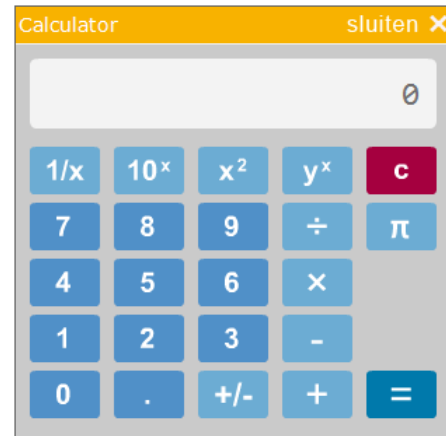 Calculator sluiten ×
0
1/x 10ˣ x² yˣ c
7 8 9 ÷ π
4 5 6 ×
1 2 3 -
0 . +/- + =